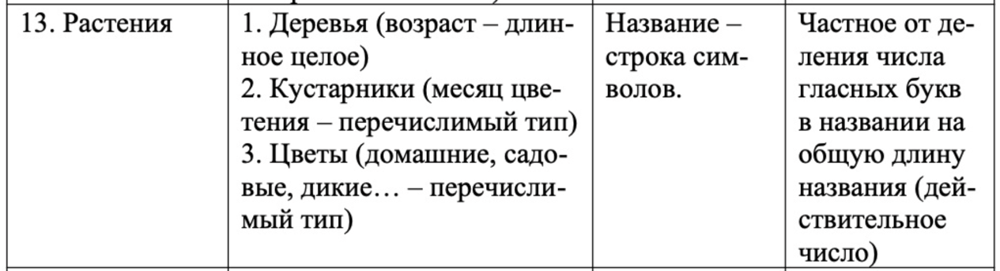 13. Растения
1. Деревья (возраст – длин-
ное целое)
2. Кустарники (месяц цве-
тения – перечислимый тип)
3. Цветы (домашние, садо-
вые, дикие... – перечисли-
мый тип)
Название –
строка сим-
волов.
Частное от де-
ления числа
гласных букв
в названии на
общую длину
названия (дей-
ствительное
число)